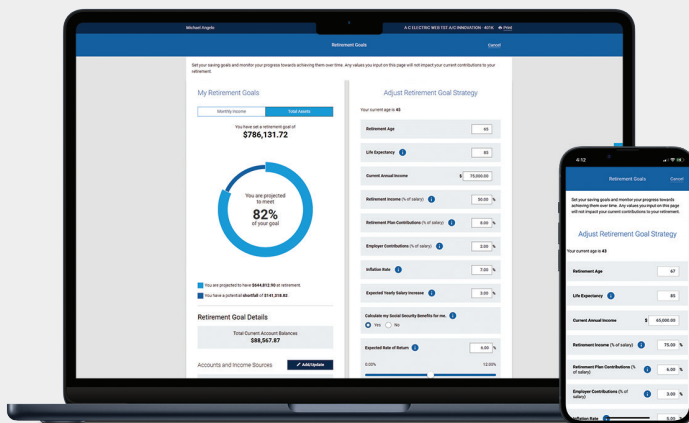 Michael Angelo
A C ELECTRIC WEB TST A/C INNOVATION - 401K
Print
Retirement Goals
Cancel
Set your saving goals and monitor your progress towards achieving them over time. Any values you input on this page will not impact your current contributions to your
retirement.
My Retirement Goals
Monthly Income
Total Assets
You have set a retirement goal of
$786,131.72
You are projected
to meet
82%
of your goal
You are projected to have $644,812.90 at retirement
You have a potential shortfall of $141,318.82
Retirement Goal Details
Total Current Account Balances
$88,567.87
Accounts and Income Sources
Add/Update
Adjust Retirement Goal Strategy
Your current age is 43
Retirement Age
65
Life Expectancy
85
Current Annual Income
$ 75,000.00
Retirement Income (% of salary)
50.00 %
Retirement Plan Contributions (% of salary)
Employer Contributions (% of salary)
3.00 %
Inflation Rate
7.00 %
Expected Yearly Salary Increase
3.00 %
Calculate my Social Security Benefits for me.
Yes
No
Expected Rate of Return
6.00 %
0.50%
12.00%
4:12
Retirement Goals
Cancel
Set your saving goals and monitor your progress towards
achieving them over time. Any values you input on this page
will not impact your current contributions to your retirement.
Adjust Retirement Goal Strategy
Your current age is 43
Retirement Age
67
Life Expectancy
85
Current Annual Income
$ 65,000.00
Retirement Income (% of salary)
75.00 %
Retirement Plan Contributions (%
of salary)
6.00 %
Employer Contributions (% of
salary)
3.00 %
Inflation Rate
%